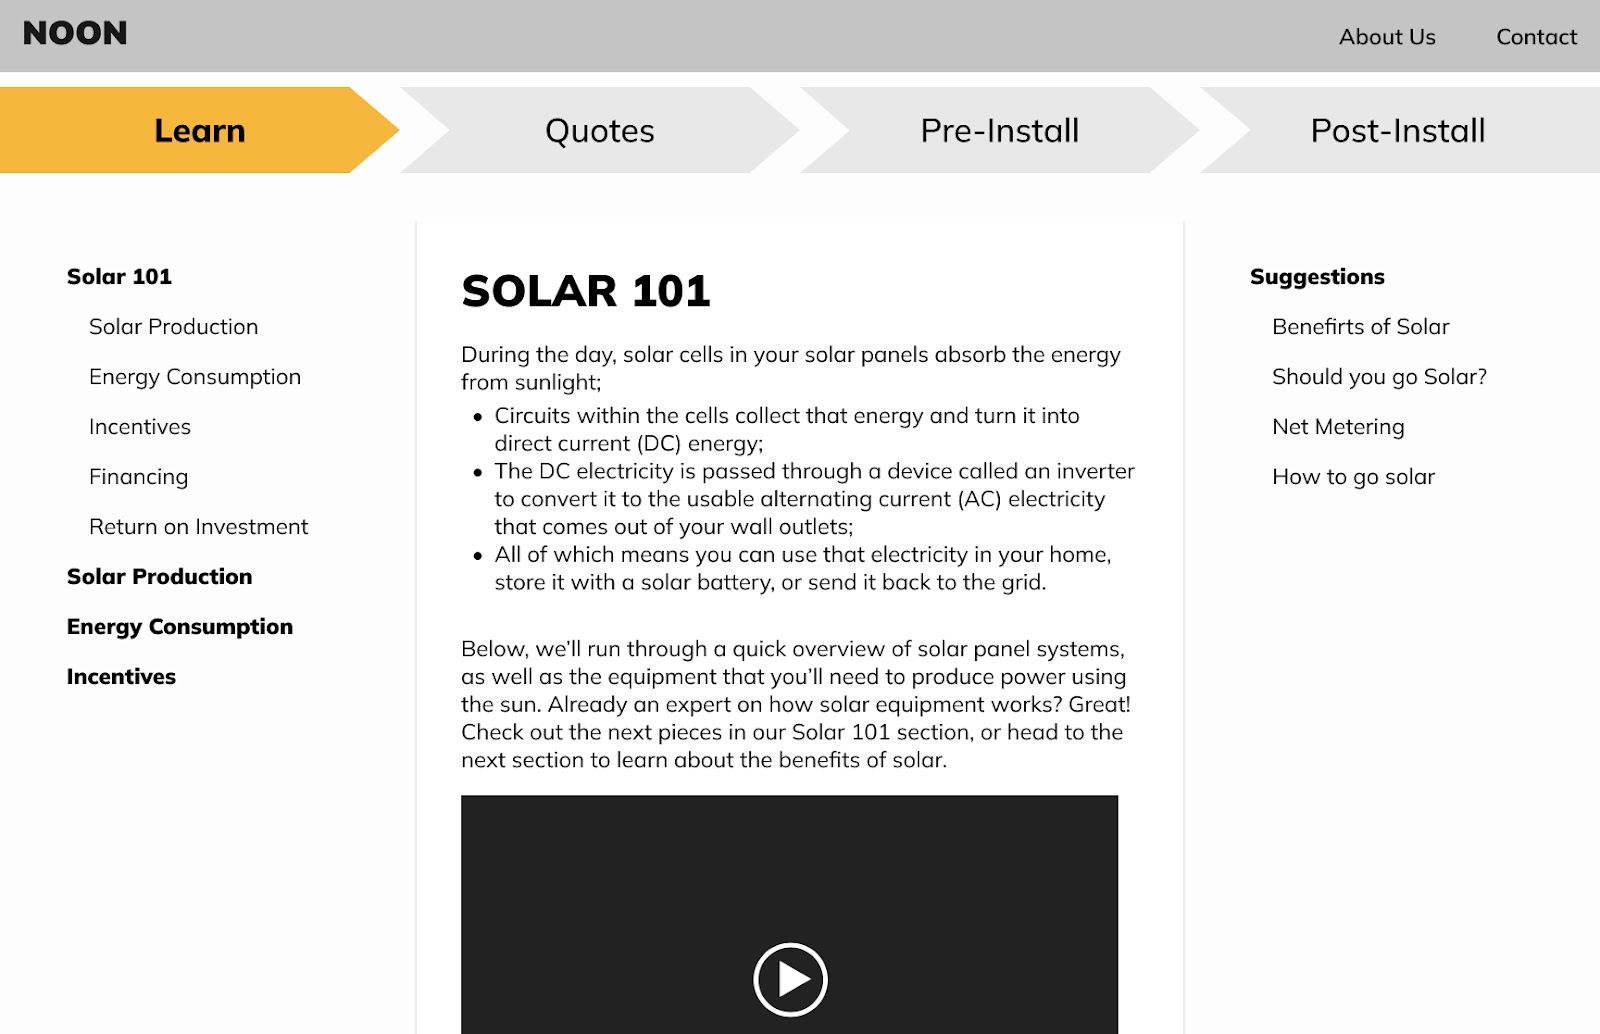 NOON
About Us
Contact
Learn
Quotes
Pre-Install
Post-Install
Solar 101
Solar Production
Energy Consumption
Incentives
Financing
Return on Investment
Solar Production
Energy Consumption
Incentives
SOLAR 101
During the day, solar cells in your solar panels absorb the energy
from sunlight;
• Circuits within the cells collect that energy and turn it into
direct current (DC) energy;
• The DC electricity is passed through a device called an inverter
to convert it to the usable alternating current (AC) electricity
that comes out of your wall outlets;
• All of which means you can use that electricity in your home,
store it with a solar battery, or send it back to the grid.
Below, we’ll run through a quick overview of solar panel systems,
as well as the equipment that you’ll need to produce power using
the sun. Already an expert on how solar equipment works? Great!
Check out the next pieces in our Solar 101 section, or head to the
next section to learn about the benefits of solar.
Suggestions
Benefirts of Solar
Should you go Solar?
Net Metering
How to go solar